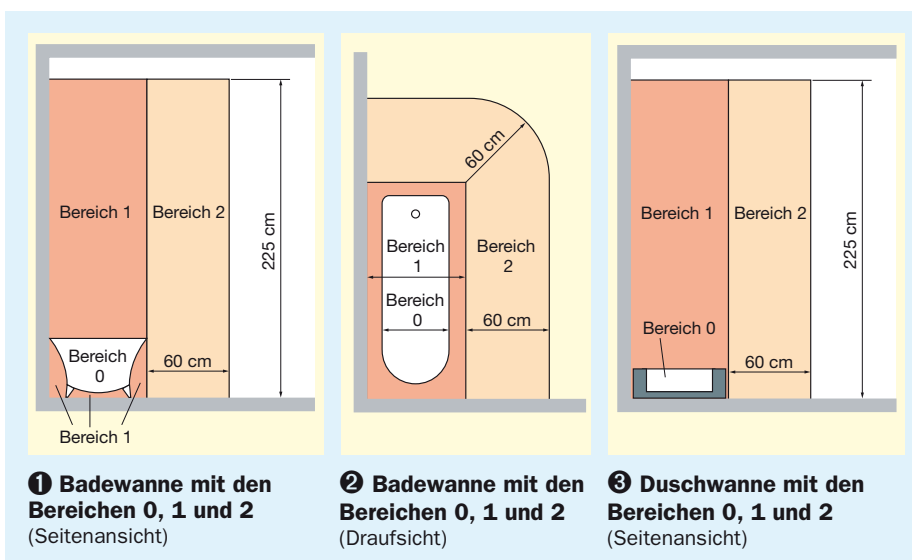 Bereich 1
Bereich 2
225 cm
Bereich
0
60 cm
Bereich 1
60 cm
Bereich
1
Bereich
2
Bereich
0
60 cm
Bereich 1
Bereich 2
225 cm
Bereich 0
60 cm
❶ Badewanne mit den
Bereichen 0, 1 und 2
(Seitenansicht)
❷ Badewanne mit den
Bereichen 0, 1 und 2
(Draufsicht)
❸ Duschwanne mit den
Bereichen 0, 1 und 2
(Seitenansicht)